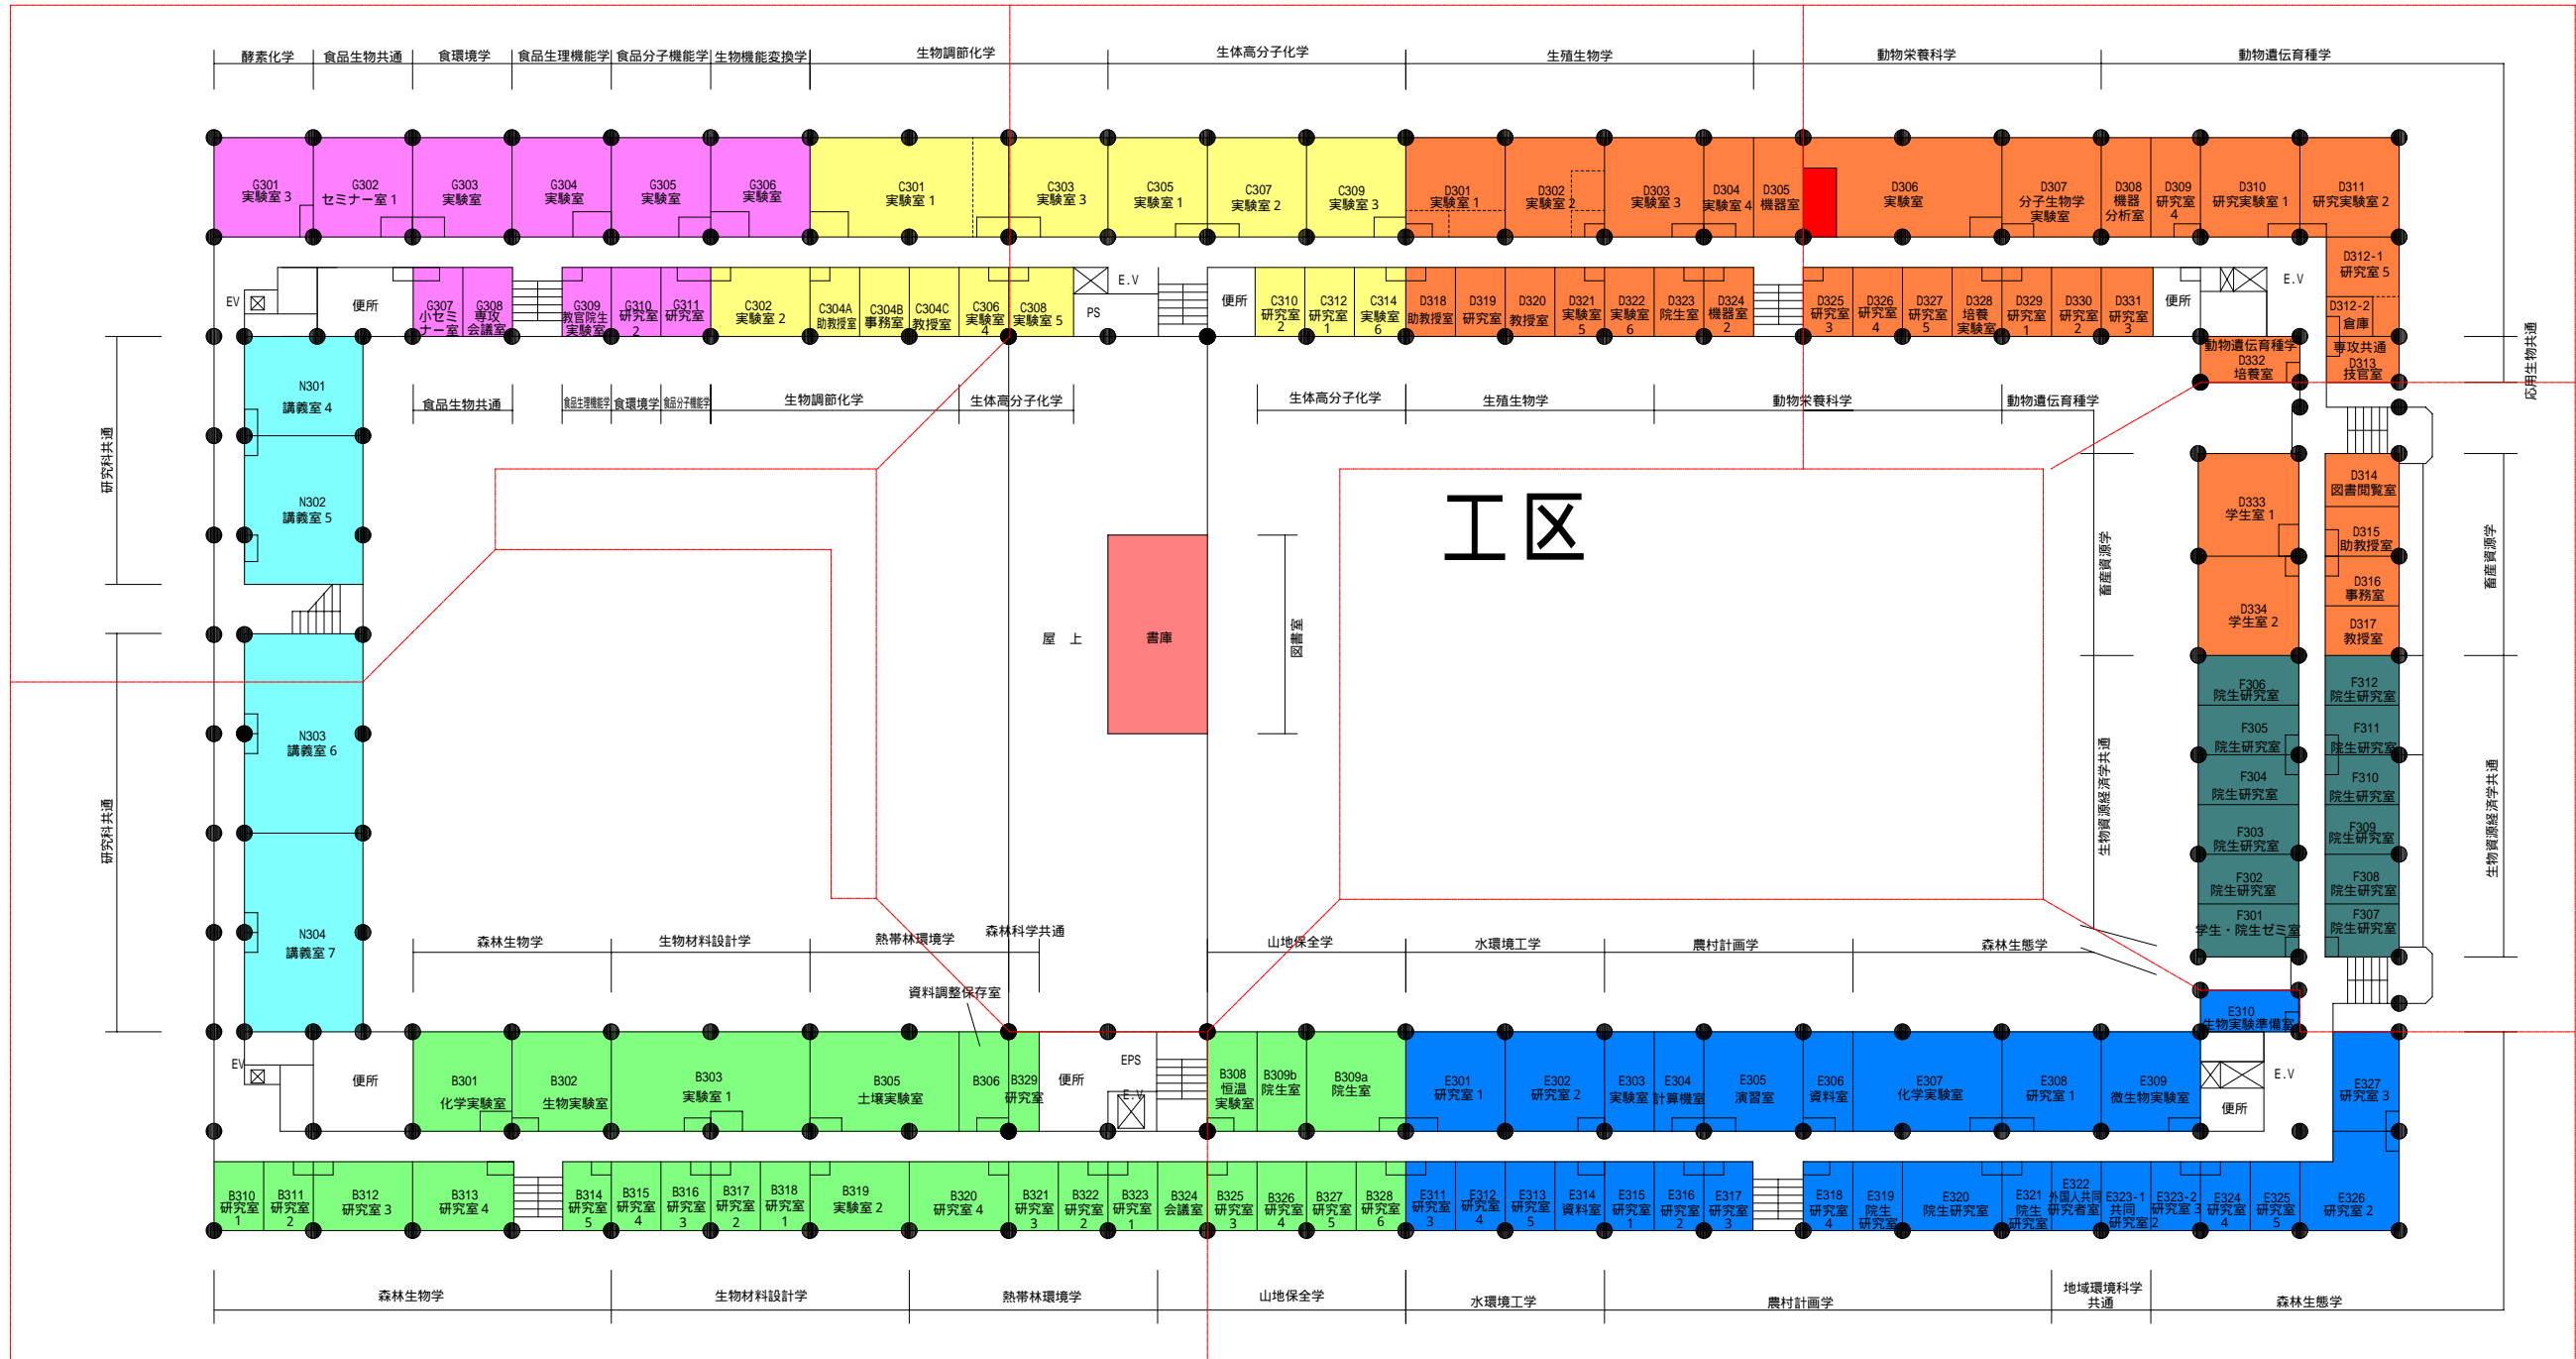 酵素化学 食品生物共通 食環境学 食品生理機能学 食品分子機能学 生物機能変換学 生物調節化学 生体高分子化学 生殖生物学 動物栄養科学 動物遺伝育種学
G301
実験室 3
G302
セミナー室 1
G303
実験室
G304
実験室
G305
実験室
G306
実験室
C301
実験室 1
C303
実験室 3
C305
実験室 1
C307
実験室 2
C309
実験室 3
D301
実験室 1
D302
実験室 2
D303
実験室 3
D304
実験室 4
D305
機器室
D306
実験室
D307
分子生物学
実験室
D308
機器
分析室
D309
研究室
4
D310
研究実験室 1
D311
研究実験室 2
D312-1
研究室 5
D312-2
倉庫
EV
便所
G307
小セミ
ナー室
G308
専攻
会議室
G309
教官院生
実験室
G310
研究室
2
G311
研究室
C302
実験室 2
C304A
助教授室
C304B
事務室
C304C
教授室
C306
実験室
4
C308
実験室 5
PS
E.V
便所
C310
研究室
2
C312
研究室
1
C314
実験室
6
D318
助教授室
D319
研究室
D320
教授室
D321
実験室
5
D322
実験室
6
D323
院生室
D324
機器室
2
D325
研究室
3
D326
研究室
4
D327
研究室
5
D328
培養
実験室
D329
研究室
1
D330
研究室
2
D331
研究室
3
便所
E.V
動物遺伝育種学
D332
培養室
専攻共通
D313
技官室
応用生物共通
食品生物共通 食品生理機能学 食環境学 食品分子機能学 生物調節化学 生体高分子化学 生体高分子化学 生殖生物学 動物栄養科学 動物遺伝育種学
研究科共通
N301
講義室 4
N302
講義室 5
工区
屋 上
書庫
図書室
畜産資源学
D333
学生室 1
D334
学生室 2
D314
図書閲覧室
D315
助教授室
D316
事務室
D317
教授室
畜産資源学
研究科共通
N303
講義室 6
N304
講義室 7
生物資源経済学共通
F306
院生研究室
F305
院生研究室
F304
院生研究室
F303
院生研究室
F302
院生研究室
F301
学生・院生ゼミ室
F312
院生研究室
F311
院生研究室
F310
院生研究室
F309
院生研究室
F308
院生研究室
F307
院生研究室
生物資源経済学共通
森林生物学 生物材料設計学 熱帯林環境学 森林科学共通 山地保全学 水環境工学 農村計画学 森林生態学
資料調整保存室
E310
生物実験準備室
EV
便所
B301
化学実験室
B302
生物実験室
B303
実験室 1
B305
土壌実験室
B306
B329
研究室
便所
EPS
E.V
B308
恒温
実験室
B309b
院生室
B309a
院生室
E301
研究室 1
E302
研究室 2
E303
実験室
E304
計算機室
E305
演習室
E306
資料室
E307
化学実験室
E308
研究室 1
E309
微生物実験室
E.V
便所
E327
研究室 3
B310
研究室
1
B311
研究室
2
B312
研究室 3
B313
研究室 4
B314
研究室
5
B315
研究室
4
B316
研究室
3
B317
研究室
2
B318
研究室
1
B319
実験室 2
B320
研究室 4
B321
研究室
3
B322
研究室
2
B323
研究室
1
B324
会議室
B325
研究室
3
B326
研究室
4
B327
研究室
5
B328
研究室
6
E311
研究室
3
E312
研究室
4
E313
研究室
5
E314
資料室
E315
研究室
1
E316
研究室
2
E317
研究室
3
E318
研究室
4
E319
院生
研究室
E320
院生研究室
E321
院生
研究室
E322
外国人共同
研究者室
E323-1
共同
研究室 2
E323-2
研究室 3
E324
研究室
4
E325
研究室
5
E326
研究室 2
森林生物学 生物材料設計学 熱帯林環境学 山地保全学 水環境工学 農村計画学 地域環境科学
共通
森林生態学